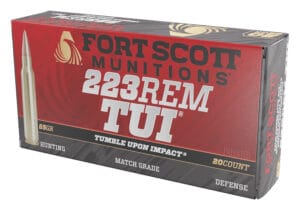 FORT SCOTT
MUNITIONS®
223REM
TUI®
TUMBLE UPON IMPACT®
20COUNT
HUNTING
MATCH GRADE
DEFENSE